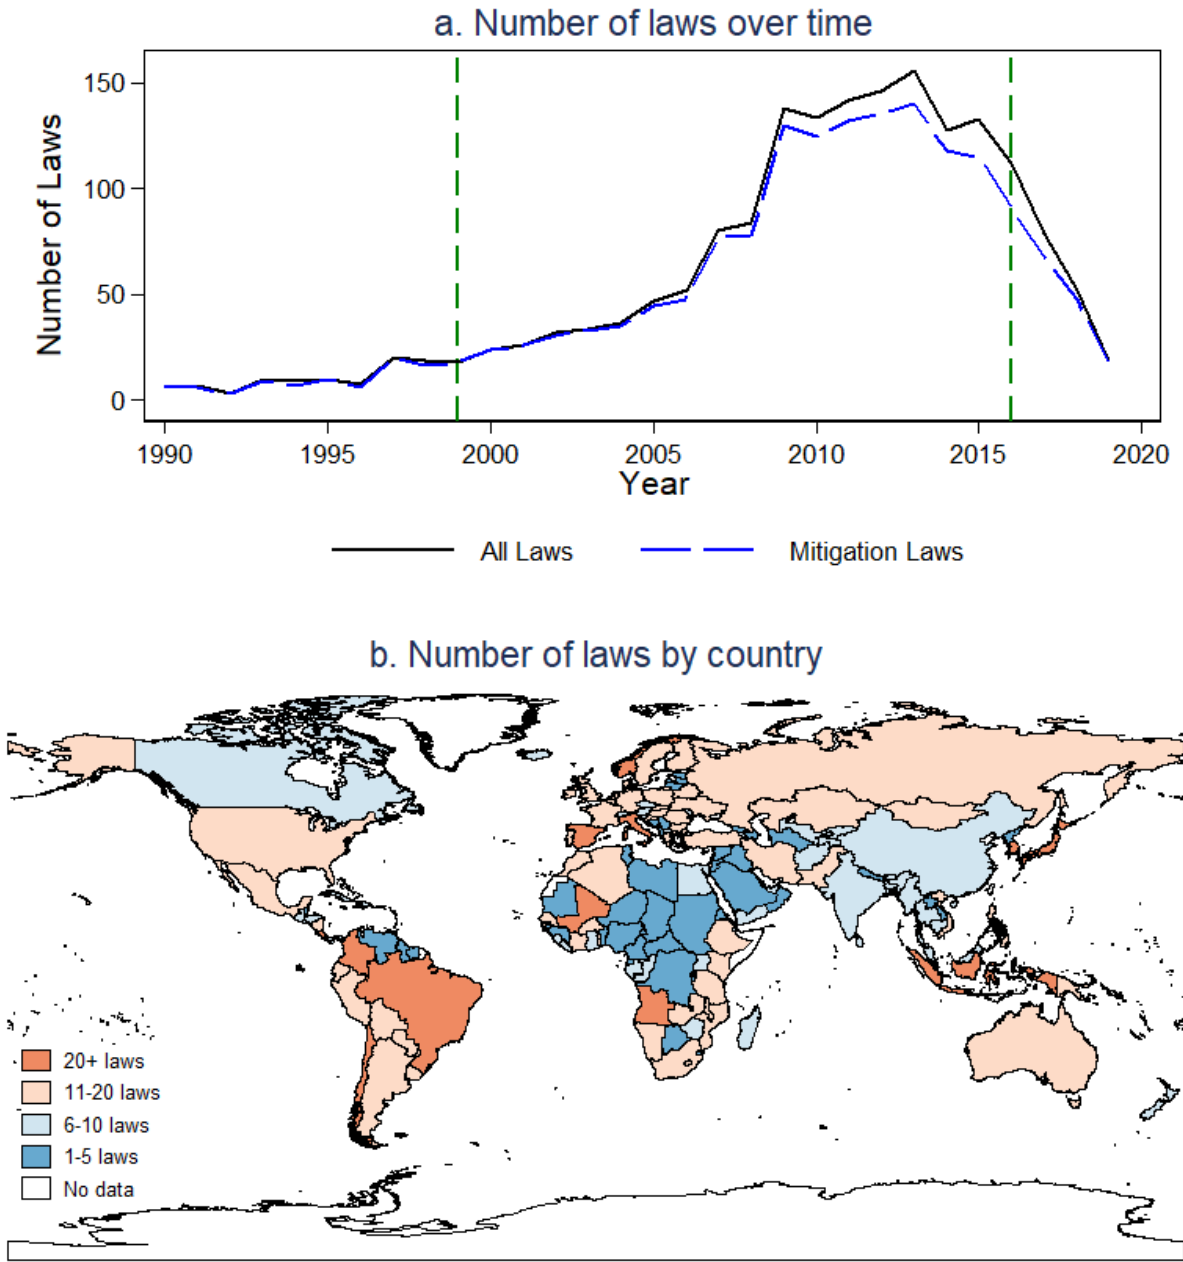 a. Number of laws over time
Number of Laws
150
100
50
0
1990 1995 2000 2005 2010 2015 2020
Year
All Laws Mitigation Laws
b. Number of laws by country
20+ laws
11-20 laws
6-10 laws
1-5 laws
No data